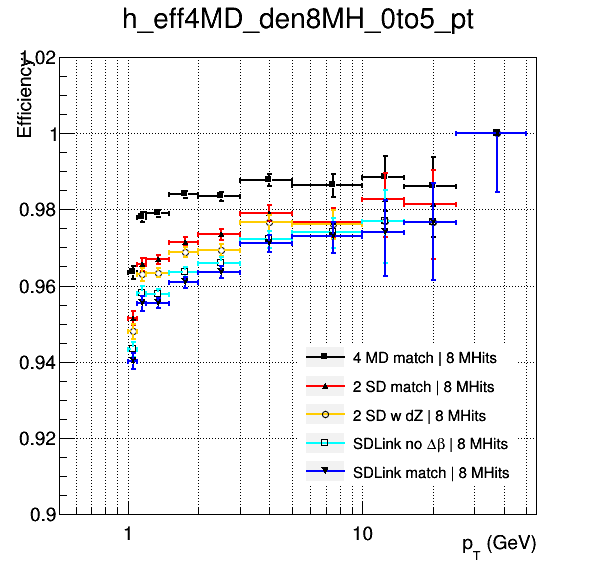 h_eff4MD_den8MH_0to5_pt
Efficiency
1.02
1
0.98
0.96
0.94
0.92
0.9
4 MD match | 8 MHits
2 SD match | 8 MHits
2 SD w dZ | 8 MHits
SDLink no Δβ | 8 MHits
SDLink match | 8 MHits
1
10
p_T (GeV)